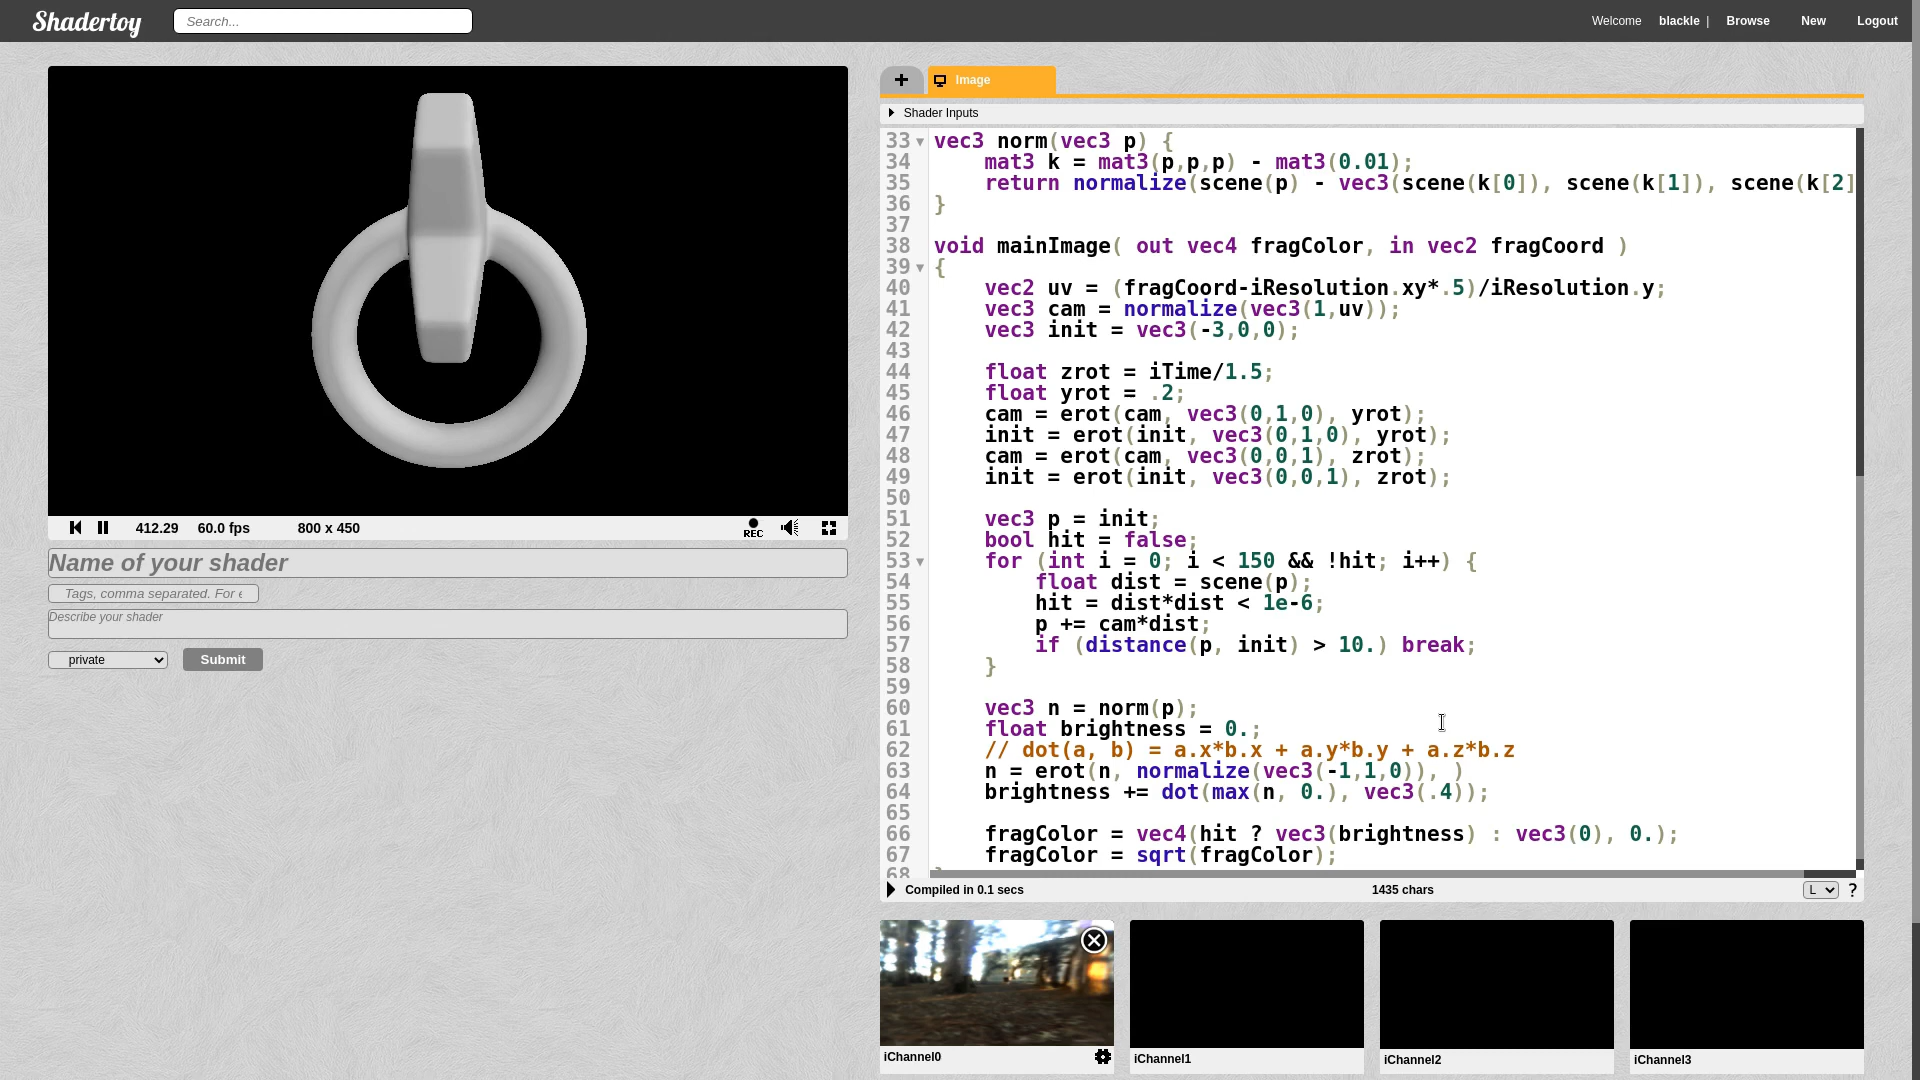 Shadertoy
Search...
Welcome blackle | Browse New Logout
Image
Shader Inputs
33 vec3 norm(vec3 p) {
34 mat3 k = mat3(p,p,p) - mat3(0.01);
35 return normalize(scene(p) - vec3(scene(k[0]), scene(k[1]), scene(k[2]
36 }
37
38 void mainImage( out vec4 fragColor, in vec2 fragCoord )
39 {
40 vec2 uv = (fragCoord-iResolution.xy*.5)/iResolution.y;
41 vec3 cam = normalize(vec3(1,uv));
42 vec3 init = vec3(-3,0,0);
43
44 float zrot = iTime/1.5;
45 float yrot = .2;
46 cam = erot(cam, vec3(0,1,0), yrot);
47 init = erot(init, vec3(0,1,0), yrot);
48 cam = erot(cam, vec3(0,0,1), zrot);
49 init = erot(init, vec3(0,0,1), zrot);
50
51 vec3 p = init;
52 bool hit = false;
53 for (int i = 0; i < 150 && !hit; i++) {
54 float dist = scene(p);
55 hit = dist*dist < 1e-6;
56 p += cam*dist;
57 if (distance(p, init) > 10.) break;
58 }
59
60 vec3 n = norm(p);
61 float brightness = 0.;
62 // dot(a, b) = a.x*b.x + a.y*b.y + a.z*b.z
63 n = erot(n, normalize(vec3(-1,1,0)), )
64 brightness += dot(max(n, 0.), vec3(.4));
65
66 fragColor = vec4(hit ? vec3(brightness) : vec3(0), 0.);
67 fragColor = sqrt(fragColor);
68 }
Compiled in 0.1 secs 1435 chars L ?
412.29 60.0 fps 800 x 450 REC
Name of your shader
Tags, comma separated. For e
Describe your shader
private Submit
iChannel0 iChannel1 iChannel2 iChannel3